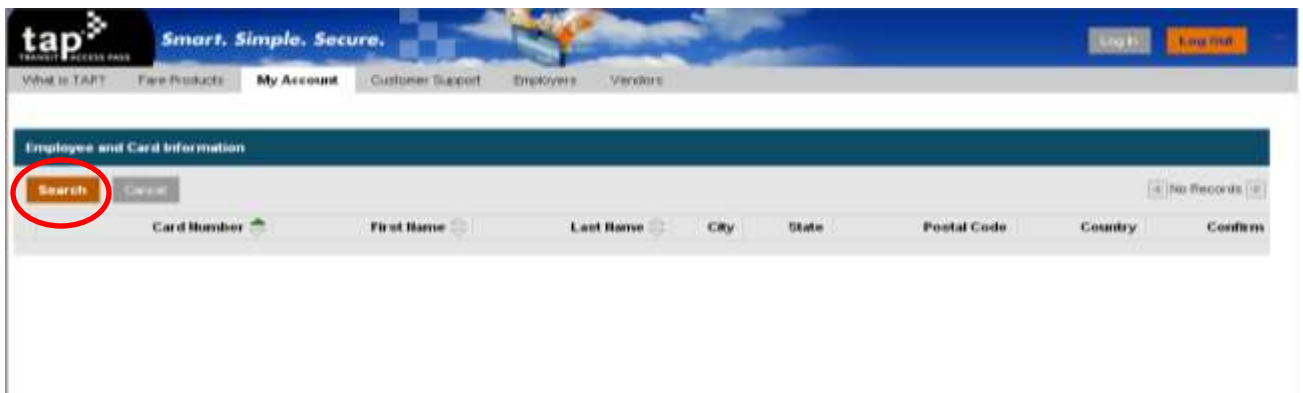 tap Smart. Simple. Secure. Log In Log Out
TRANSIT ACCESS PASS
What is TAP? Fare Products My Account Customer Support Employers Vendors
Employee and Card Information
Search Cancel No Records
Card Number First Name Last Name City State Postal Code Country Confirm